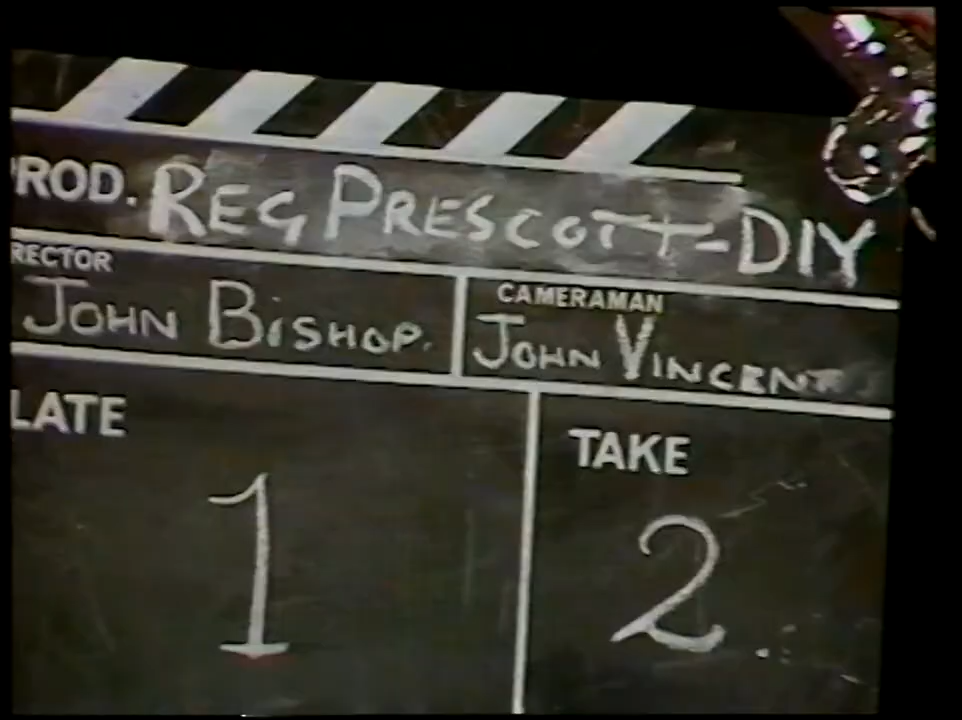 ROD. REG PRESCOTT-DIY
RECTOR
JOHN BISHOP.
CAMERAMAN
JOHN VINCENT
LATE
1
TAKE
2.